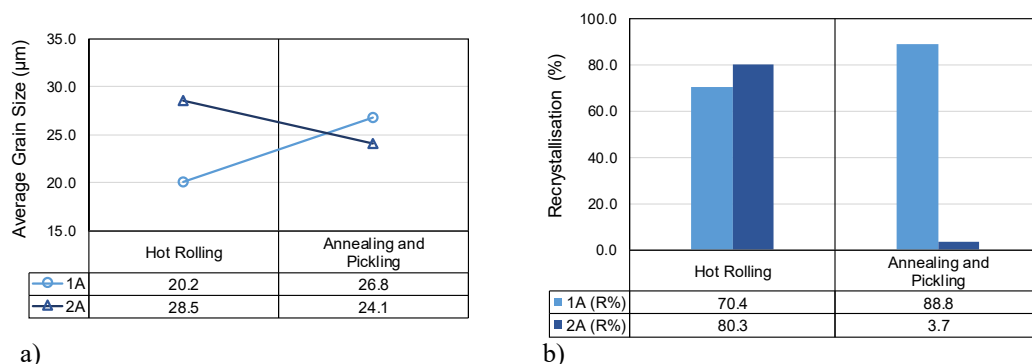 Average Grain Size (µm)
35.0
30.0
25.0
20.0
15.0
Hot Rolling
Annealing and
Pickling
1A 20.2 26.8
2A 28.5 24.1
a)
Recrystallisation (%)
100.0
80.0
60.0
40.0
20.0
0.0
Hot Rolling
Annealing and
Pickling
1A (R%) 70.4 88.8
2A (R%) 80.3 3.7
b)